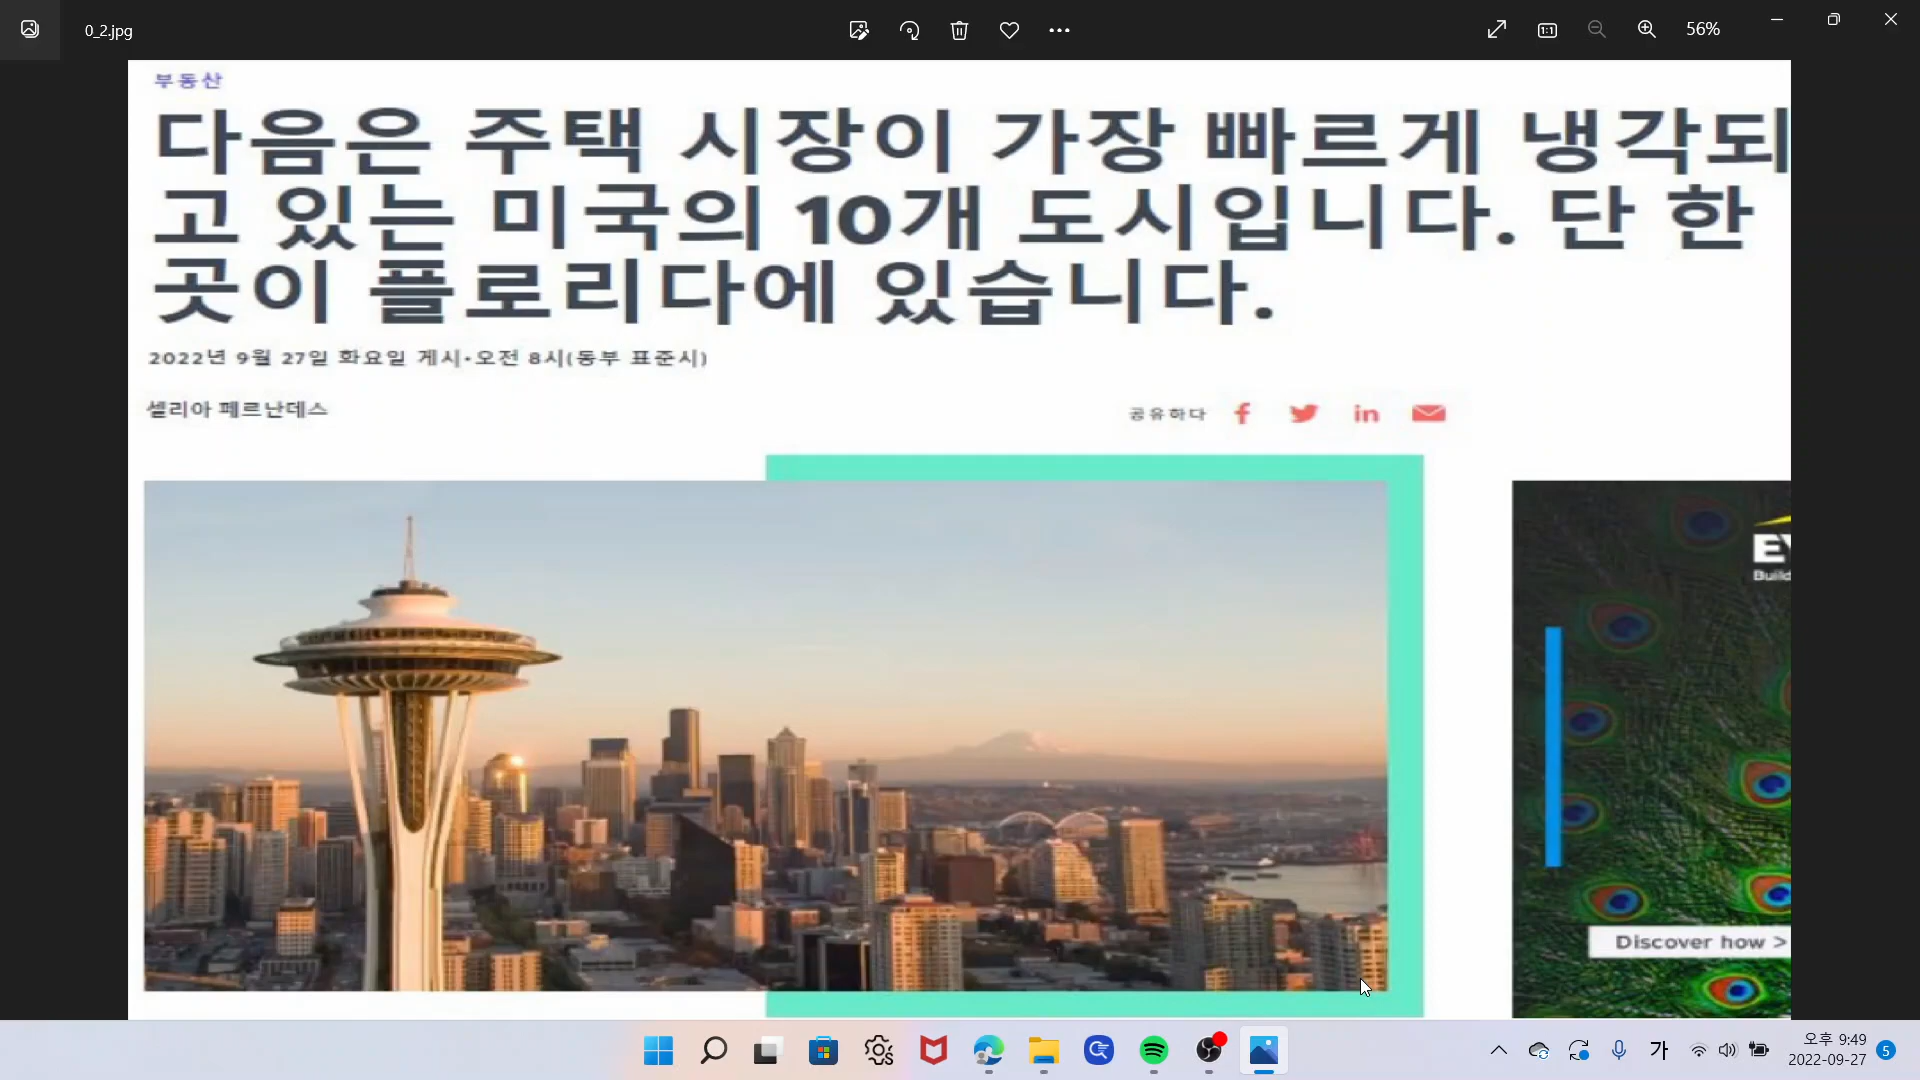 0_2.jpg
56%
부동산
다음은 주택 시장이 가장 빠르게 냉각되
고 있는 미국의 10개 도시입니다. 단 한
곳이 플로리다에 있습니다.
2022년 9월 27일 화요일 게시·오전 8시(동부 표준시)
셀리아 페르난데스
공유하다
Discover how >
가
오후 9:49
2022-09-27
5